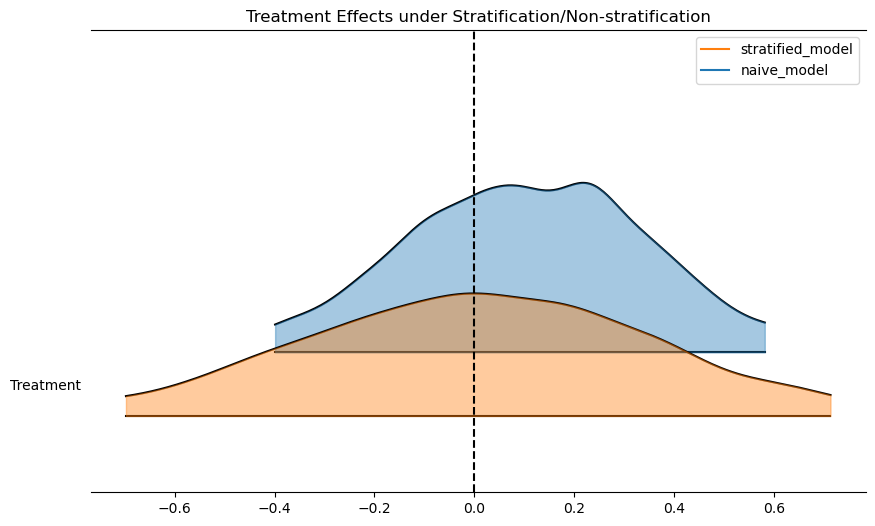 Treatment Effects under Stratification/Non-stratification
stratified_model
naive_model
Treatment
−0.6
−0.4
−0.2
0.0
0.2
0.4
0.6